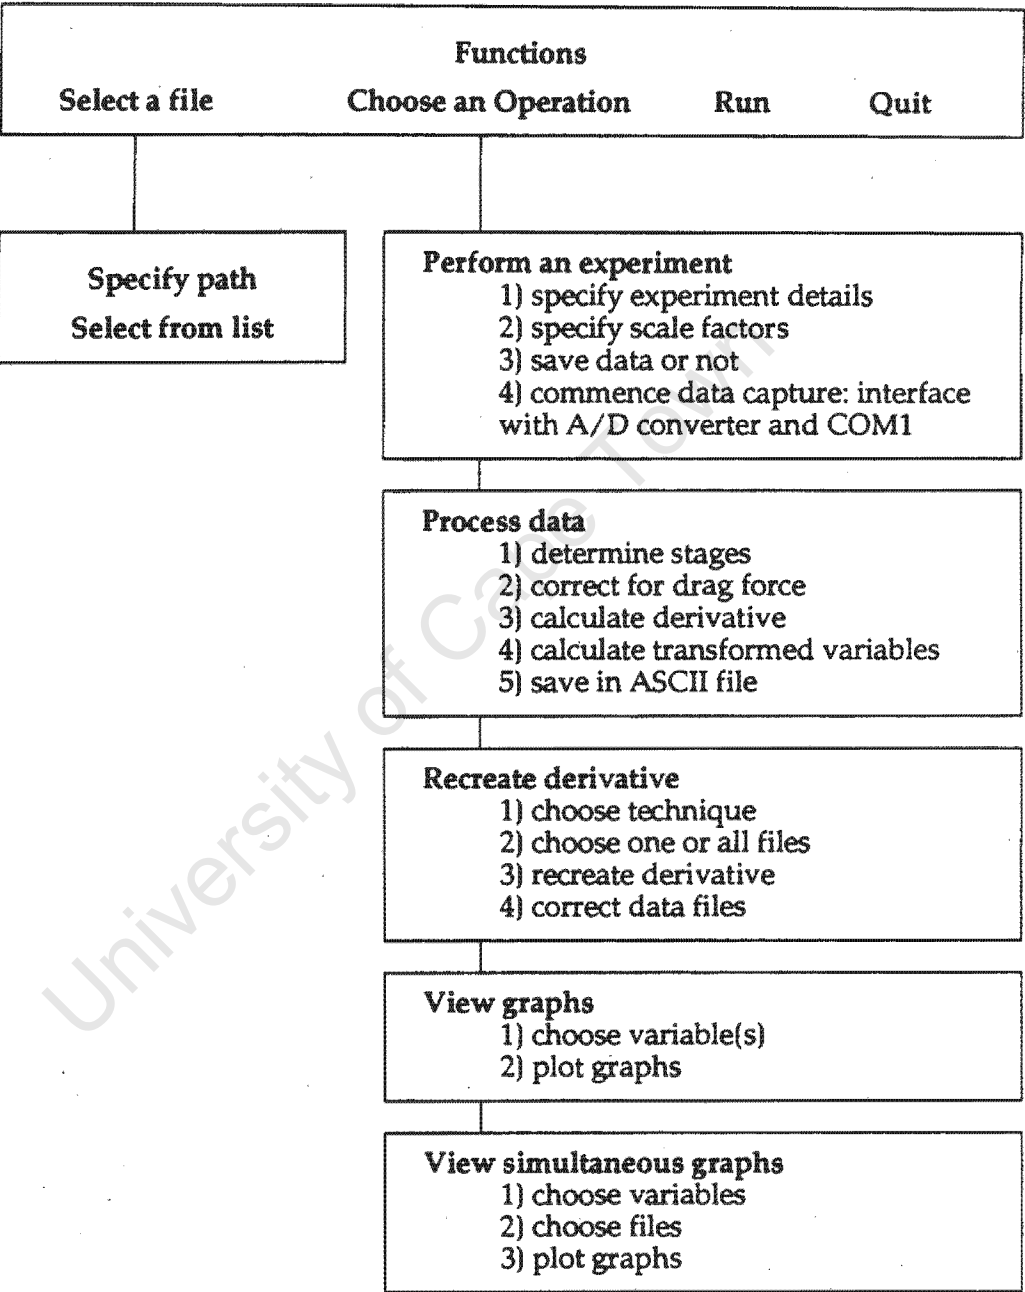 Functions
Select a file Choose an Operation Run Quit
Specify path
Select from list
Perform an experiment
1) specify experiment details
2) specify scale factors
3) save data or not
4) commence data capture: interface
with A/D converter and COM1
Process data
1) determine stages
2) correct for drag force
3) calculate derivative
4) calculate transformed variables
5) save in ASCII file
Recreate derivative
1) choose technique
2) choose one or all files
3) recreate derivative
4) correct data files
View graphs
1) choose variable(s)
2) plot graphs
View simultaneous graphs
1) choose variables
2) choose files
3) plot graphs
University of Cape Town